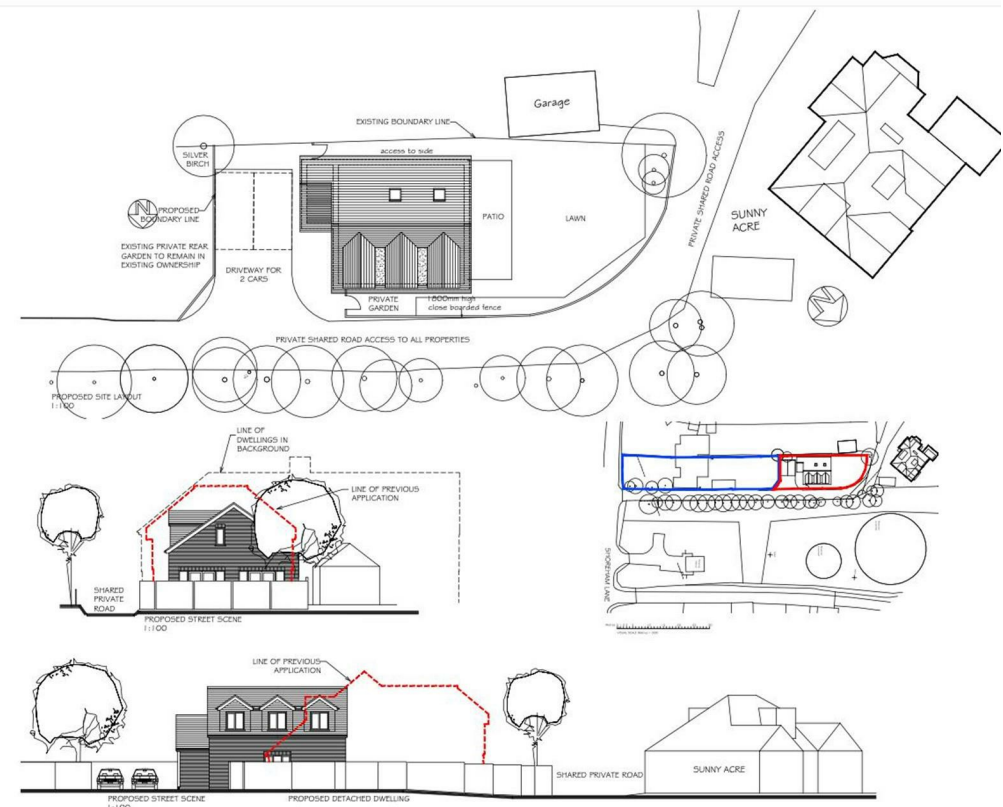 Garage
EXISTING BOUNDARY LINE
access to side
SILVER
BIRCH
PROPOSED
BOUNDARY LINE
EXISTING PRIVATE REAR
GARDEN TO REMAIN IN
EXISTING OWNERSHIP
DRIVEWAY FOR
2 CARS
PATIO
LAWN
PRIVATE
GARDEN
1800mm high
close boarded fence
PRIVATE SHARED ROAD ACCESS
SUNNY
ACRE
PRIVATE SHARED ROAD ACCESS TO ALL PROPERTIES
PROPOSED SITE LAYOUT
1:100
LINE OF
DWELLINGS IN
BACKGROUND
LINE OF PREVIOUS
APPLICATION
SHARED
PRIVATE
ROAD
PROPOSED STREET SCENE
1:100
SHOREHAM LANE
LINE OF PREVIOUS
APPLICATION
SHARED PRIVATE ROAD
SUNNY ACRE
PROPOSED STREET SCENE
1:100
PROPOSED DETACHED DWELLING